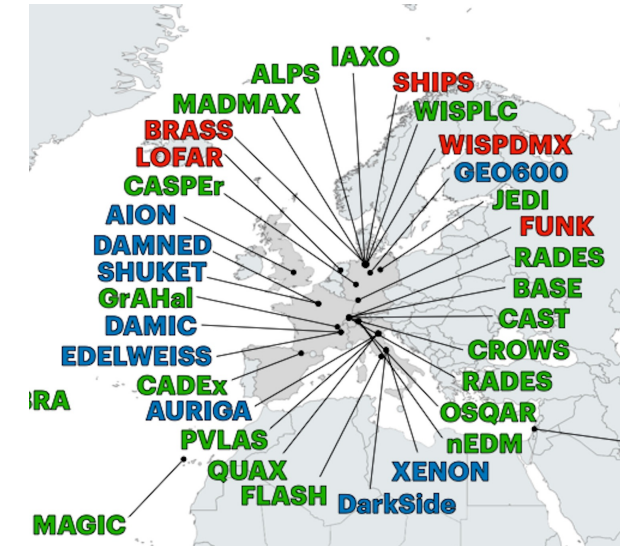 IAXO
ALPS
SHIPS
MADMAX
WISPLC
BRASS
WISPDMX
LOFAR
GEO600
CASPEr
JEDI
AION
FUNK
DAMNED
RADES
SHUKET
BASE
GrAHal
CAST
DAMIC
CROWS
EDELWEISS
RADES
CADEx
BRA
AURIGA
OSQAR
PVLAS
nEDM
QUAX
XENON
FLASH
DarkSide
MAGIC